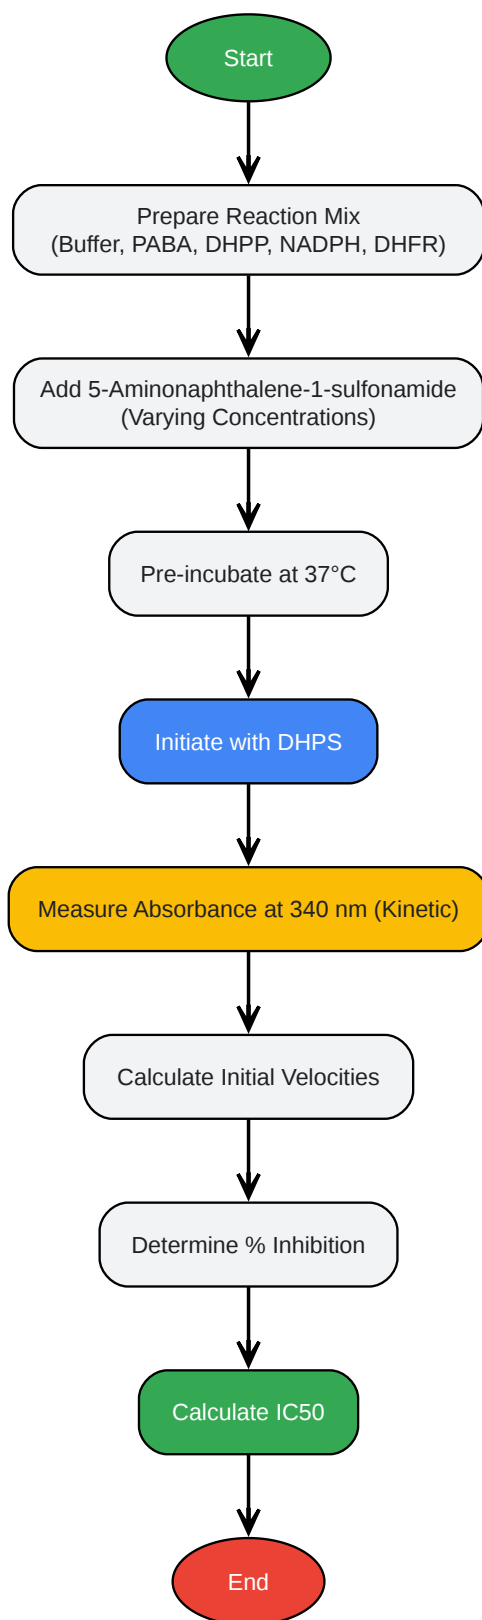 Start
Prepare Reaction Mix
(Buffer, PABA, DHPP, NADPH, DHFR)
Add 5-Aminonaphthalene-1-sulfonamide
(Varying Concentrations)
Pre-incubate at 37°C
Initiate with DHPS
Measure Absorbance at 340 nm (Kinetic)
Calculate Initial Velocities
Determine % Inhibition
Calculate IC50
End